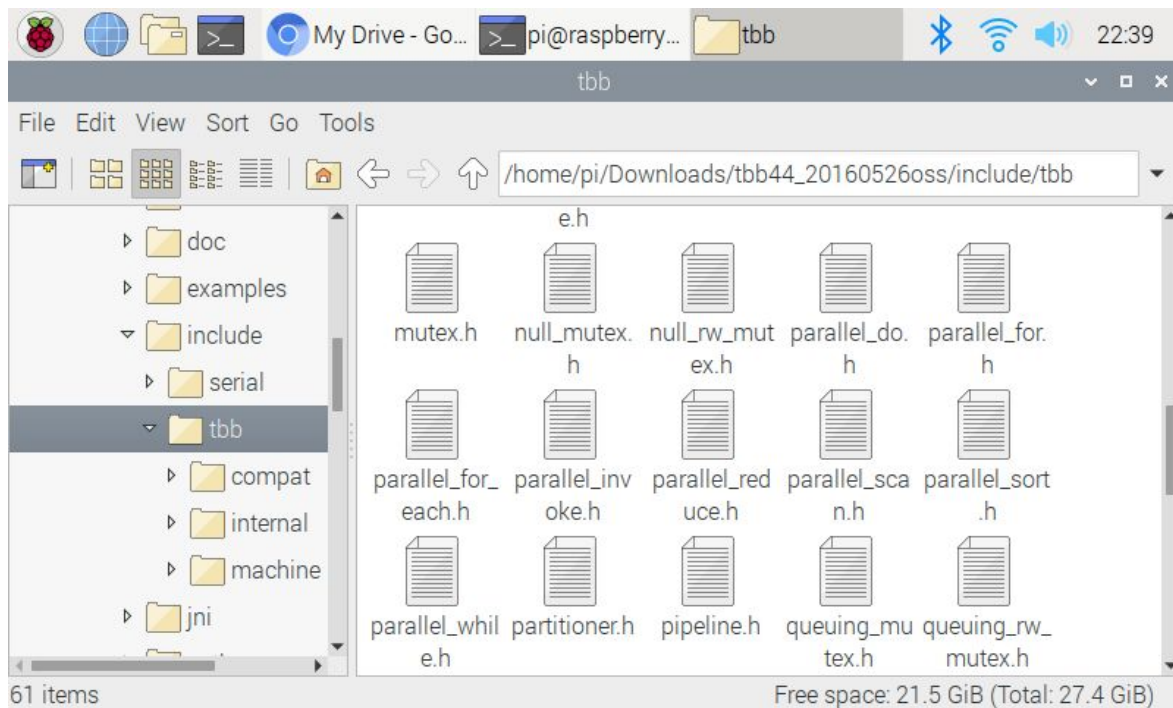 My Drive - Go... pi@raspberry... tbb 22:39
tbb
File Edit View Sort Go Tools
/home/pi/Downloads/tbb44_20160526oss/include/tbb
doc
examples
include
serial
tbb
compat
internal
machine
jni
e.h
mutex.h null_mutex. null_rw_mut parallel_do. parallel_for.
h ex.h h h
parallel_for_ parallel_inv parallel_red parallel_sca parallel_sort
each.h oke.h uce.h n.h .h
parallel_whil partitioner.h pipeline.h queuing_mu queuing_rw_
e.h tex.h mutex.h
61 items Free space: 21.5 GiB (Total: 27.4 GiB)